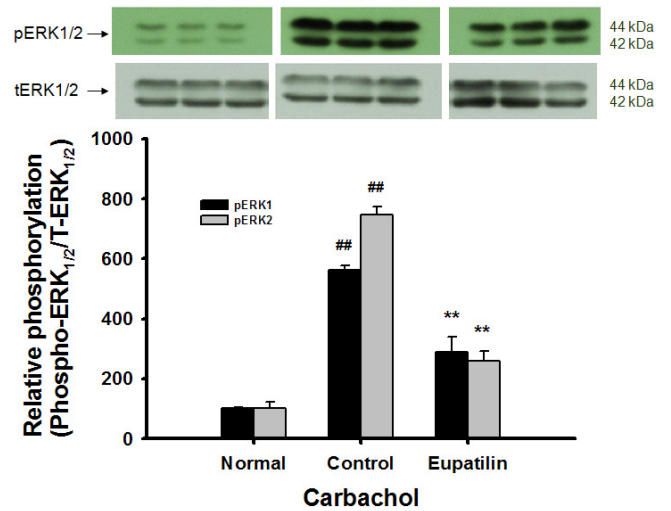 pERK1/2
44 kDa
42 kDa
tERK1/2
44 kDa
42 kDa
Relative phosphorylation
(Phospho-ERK1/2/T-ERK1/2)
1000
800
600
400
200
0
pERK1
pERK2
##
##
**
**
Normal Control Eupatilin
Carbachol